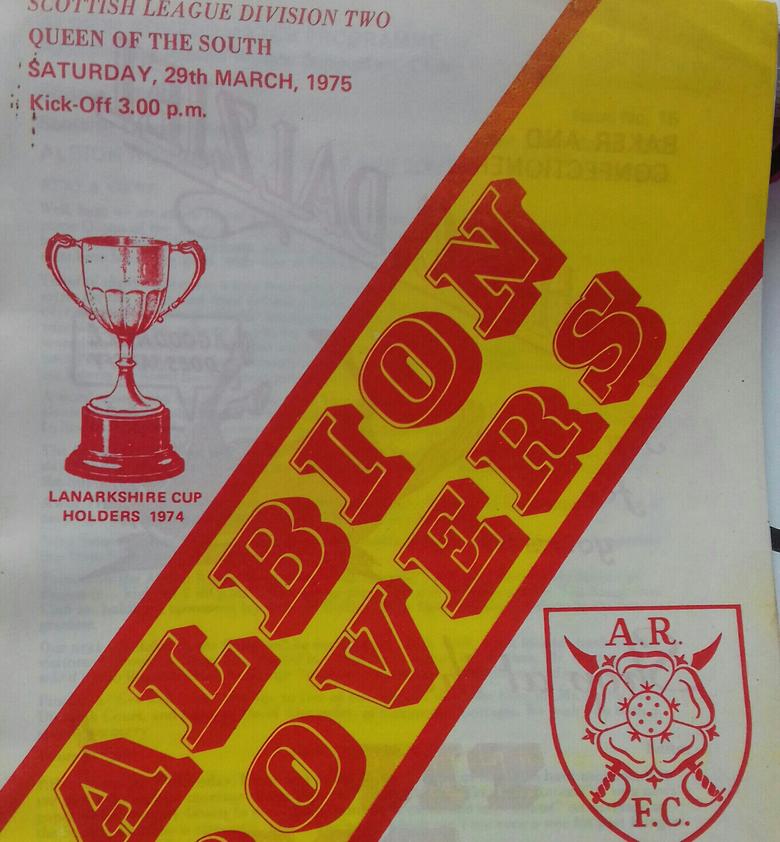 SCOTTISH LEAGUE DIVISION TWO
QUEEN OF THE SOUTH
SATURDAY, 29th MARCH, 1975
Kick-Off 3.00 p.m.
LANARKSHIRE CUP
HOLDERS 1974
ALBION
ROVERS
A.R.
F.C.